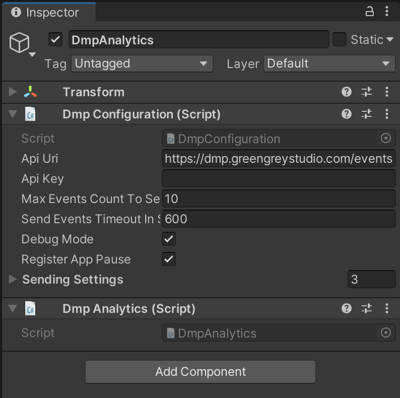 Inspector
DmpAnalytics
Static
Tag Untagged Layer Default
Transform
Dmp Configuration (Script)
Script DmpConfiguration
Api Uri https://dmp.greengreystudio.com/events
Api Key
Max Events Count To Se 10
Send Events Timeout In S 600
Debug Mode
Register App Pause
Sending Settings 3
Dmp Analytics (Script)
Script DmpAnalytics
Add Component